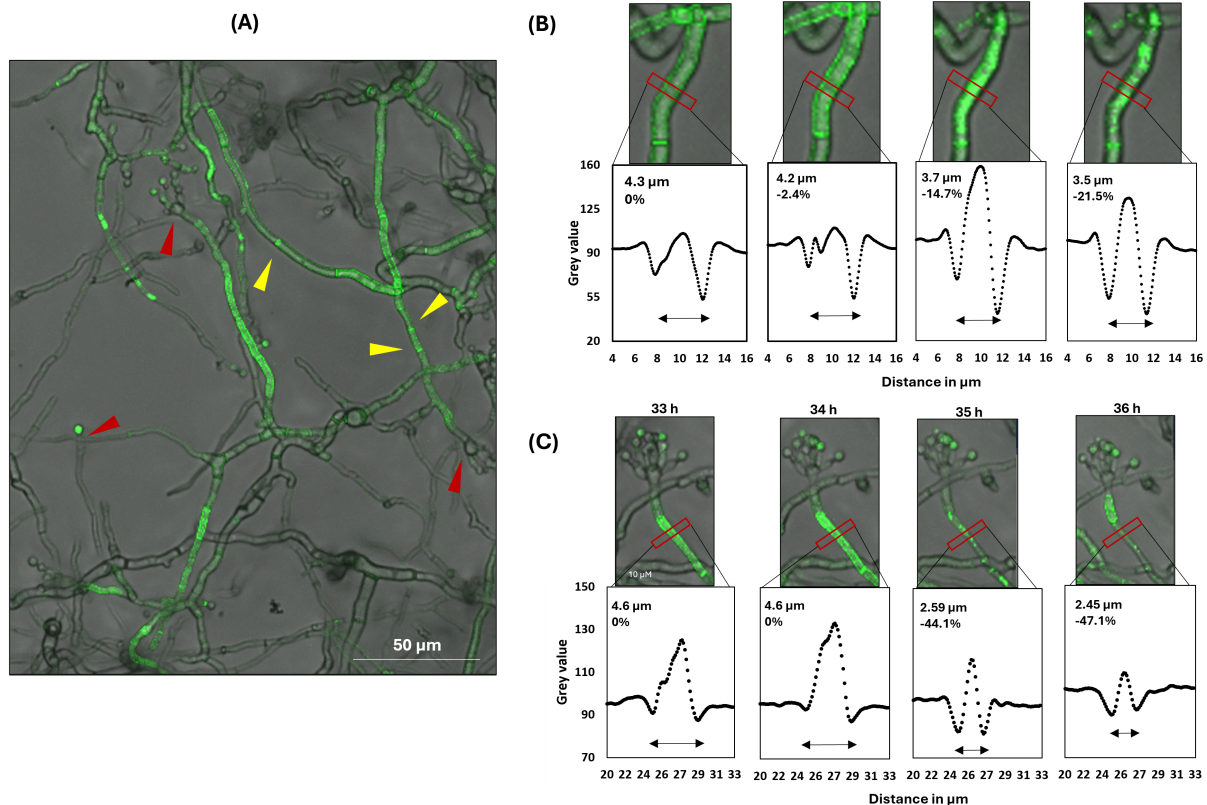 (A)
50 µm
(B)
160
125
90
55
20
Grey value
4.3 µm
0%
4.2 µm
-2.4%
3.7 µm
-14.7%
3.5 µm
-21.5%
4 6 8 10 12 14 16
4 6 8 10 12 14 16
4 6 8 10 12 14 16
4 6 8 10 12 14 16
Distance in µm
(C)
33 h
34 h
35 h
36 h
10 µM
150
130
110
90
70
Grey value
4.6 µm
0%
4.6 µm
0%
2.59 µm
-44.1%
2.45 µm
-47.1%
20 22 24 26 27 29 31 33
20 22 24 26 27 29 31 33
20 22 24 26 27 29 31 33
20 22 24 26 27 29 31 33
Distance in µm